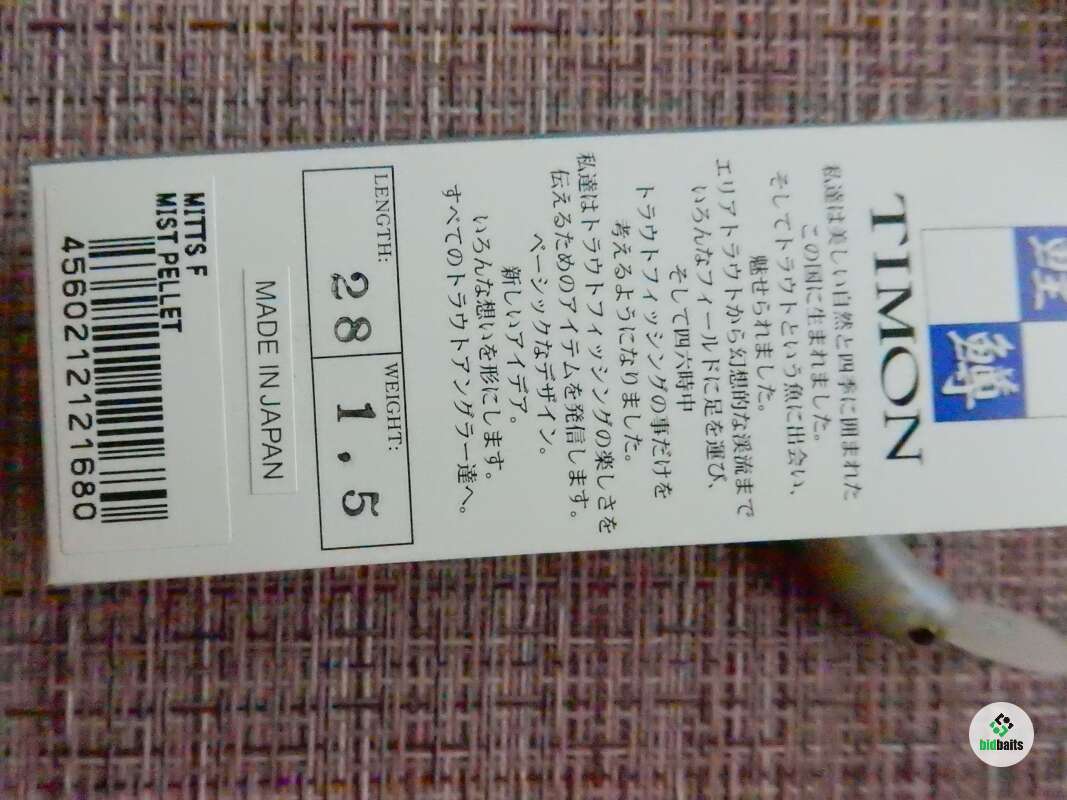 鱒
TIMON
私達は美しい自然と四季に囲まれた
この国に生まれました。
そしてトラウトという魚に出会い、
魅せられました。
エリアトラウトから幻想的な渓流まで
いろんなフィールドに足を運び、
そして四六時中
トラウトフィッシングの事だけを
考えるようになりました。
私達はトラウトフィッシングの楽しさを
伝えるためのアイテムを発信します。
ベーシックなデザイン。
新しいアイデア。
いろんな想いを形にします。
すべてのトラウトアングラー達へ。
LENGTH: 28 WEIGHT: 1.5
MADE IN JAPAN
MITTS F
MIST PELLET
4560212121680
bidbaits